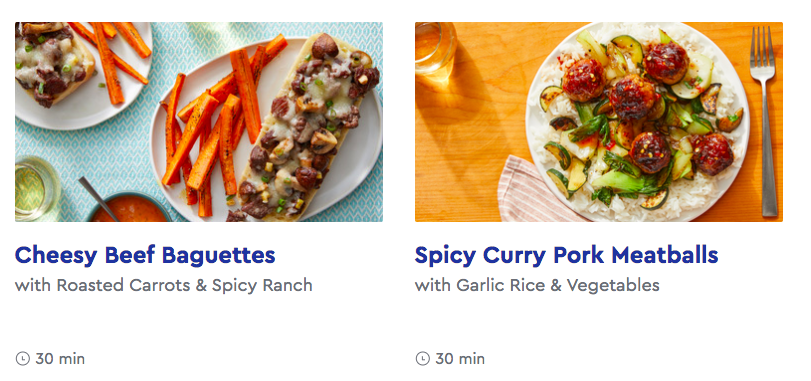 Cheesy Beef Baguettes
with Roasted Carrots & Spicy Ranch
30 min
Spicy Curry Pork Meatballs
with Garlic Rice & Vegetables
30 min